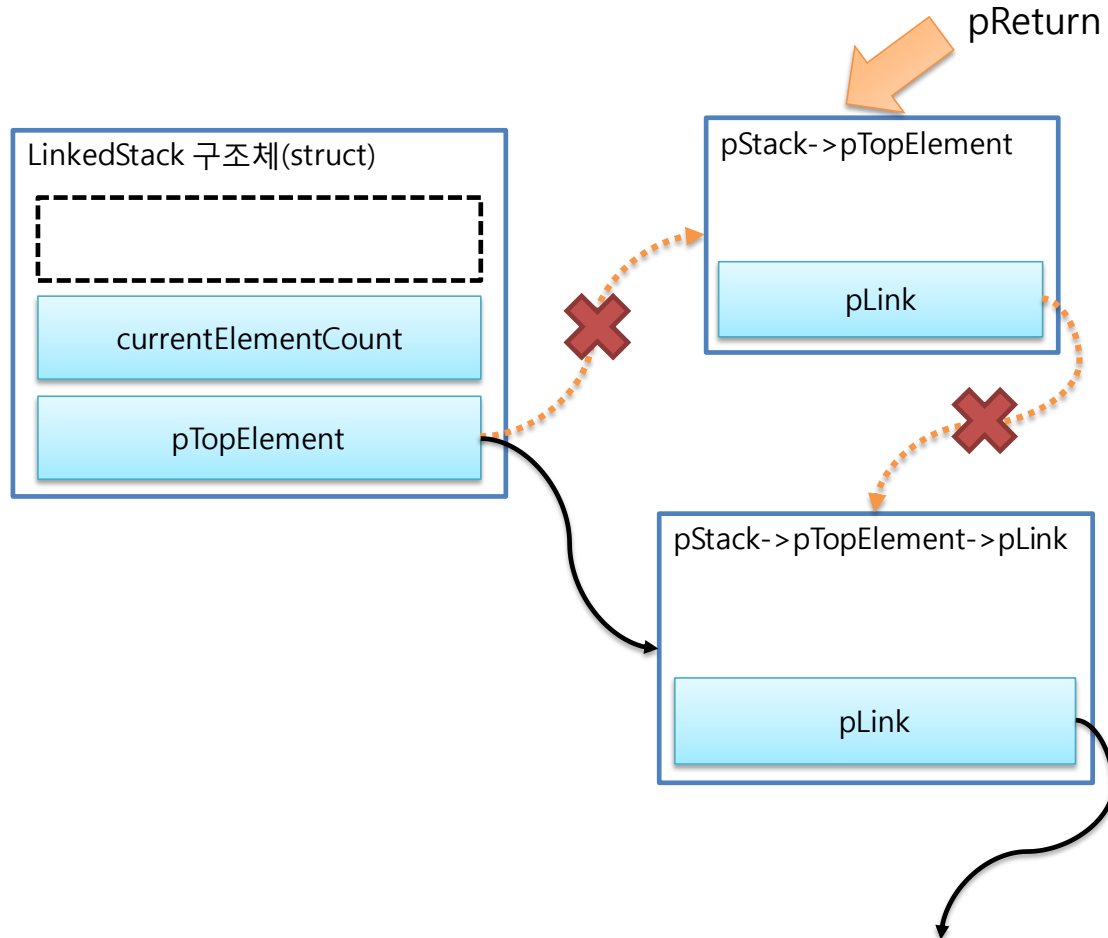 pReturn
LinkedStack 구조체(struct)
currentElementCount
pTopElement
pStack->pTopElement
pLink
pStack->pTopElement->pLink
pLink